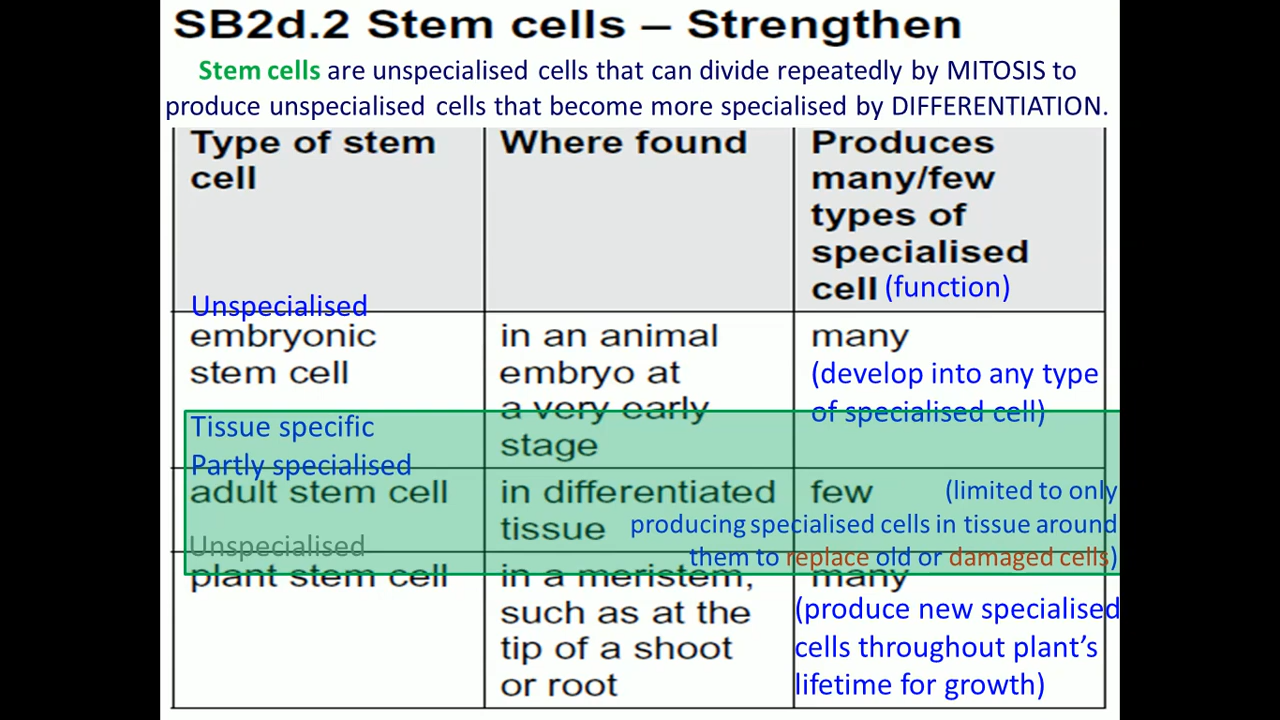 SB2d.2 Stem cells – Strengthen
Stem cells are unspecialised cells that can divide repeatedly by MITOSIS to
produce unspecialised cells that become more specialised by DIFFERENTIATION.
Type of stem
cell
Where found
Produces
many/few
types of
specialised
cell (function)
Unspecialised
embryonic
stem cell
in an animal
embryo at
a very early
stage
many
(develop into any type
of specialised cell)
Tissue specific
Partly specialised
adult stem cell
in differentiated
tissue
few
(limited to only
producing specialised cells in tissue around
them to replace old or damaged cells)
Unspecialised
plant stem cell
in a meristem,
such as at the
tip of a shoot
or root
many
(produce new specialised
cells throughout plant’s
lifetime for growth)